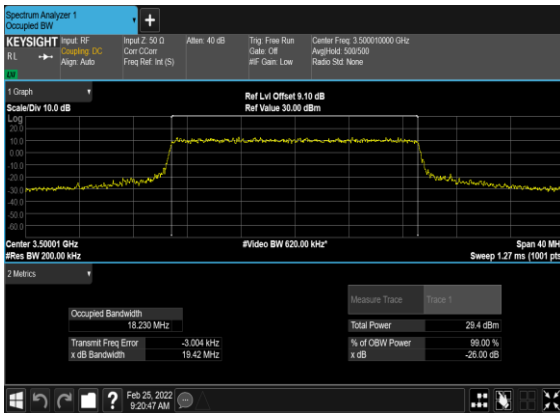 Spectrum Analyzer 1
Occupied BW
KEYSIGHT
RL
Input: RF
Coupling: DC
Align: Auto
Input Z: 50 Ω
Corr CCorr
Freq Ref: Int (S)
Atten: 40 dB
Trig: Free Run
Gate: Off
#IF Gain: Low
Center Freq: 3.500010000 GHz
Avg|Hold: 500/500
Radio Std: None
1 Graph
Scale/Div 10.0 dB
Ref Lvl Offset 9.10 dB
Ref Value 30.00 dBm
Log
20.0
10.0
0.00
-10.0
-20.0
-30.0
-40.0
-50.0
-60.0
Center 3.50001 GHz
#Res BW 200.00 kHz
#Video BW 620.00 kHz*
Span 40 MH
Sweep 1.27 ms (1001 pts
2 Metrics
Measure Trace Trace 1
Occupied Bandwidth
18.230 MHz
Total Power 29.4 dBm
Transmit Freq Error -3.004 kHz
% of OBW Power 99.00 %
x dB Bandwidth 19.42 MHz
x dB -26.00 dB
Feb 25, 2022
9:20:47 AM